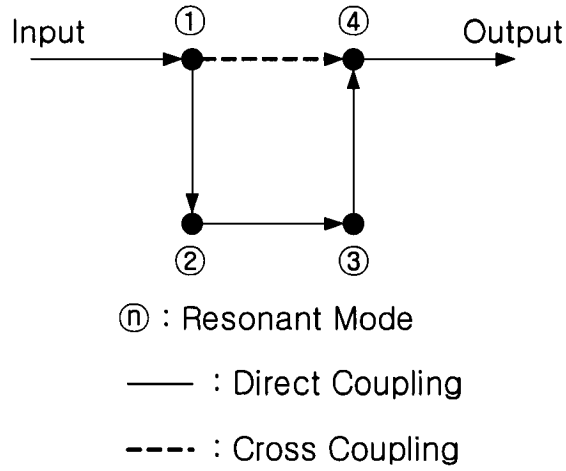 Input ① ④ Output
② ③
ⓝ : Resonant Mode
—— : Direct Coupling
---- : Cross Coupling